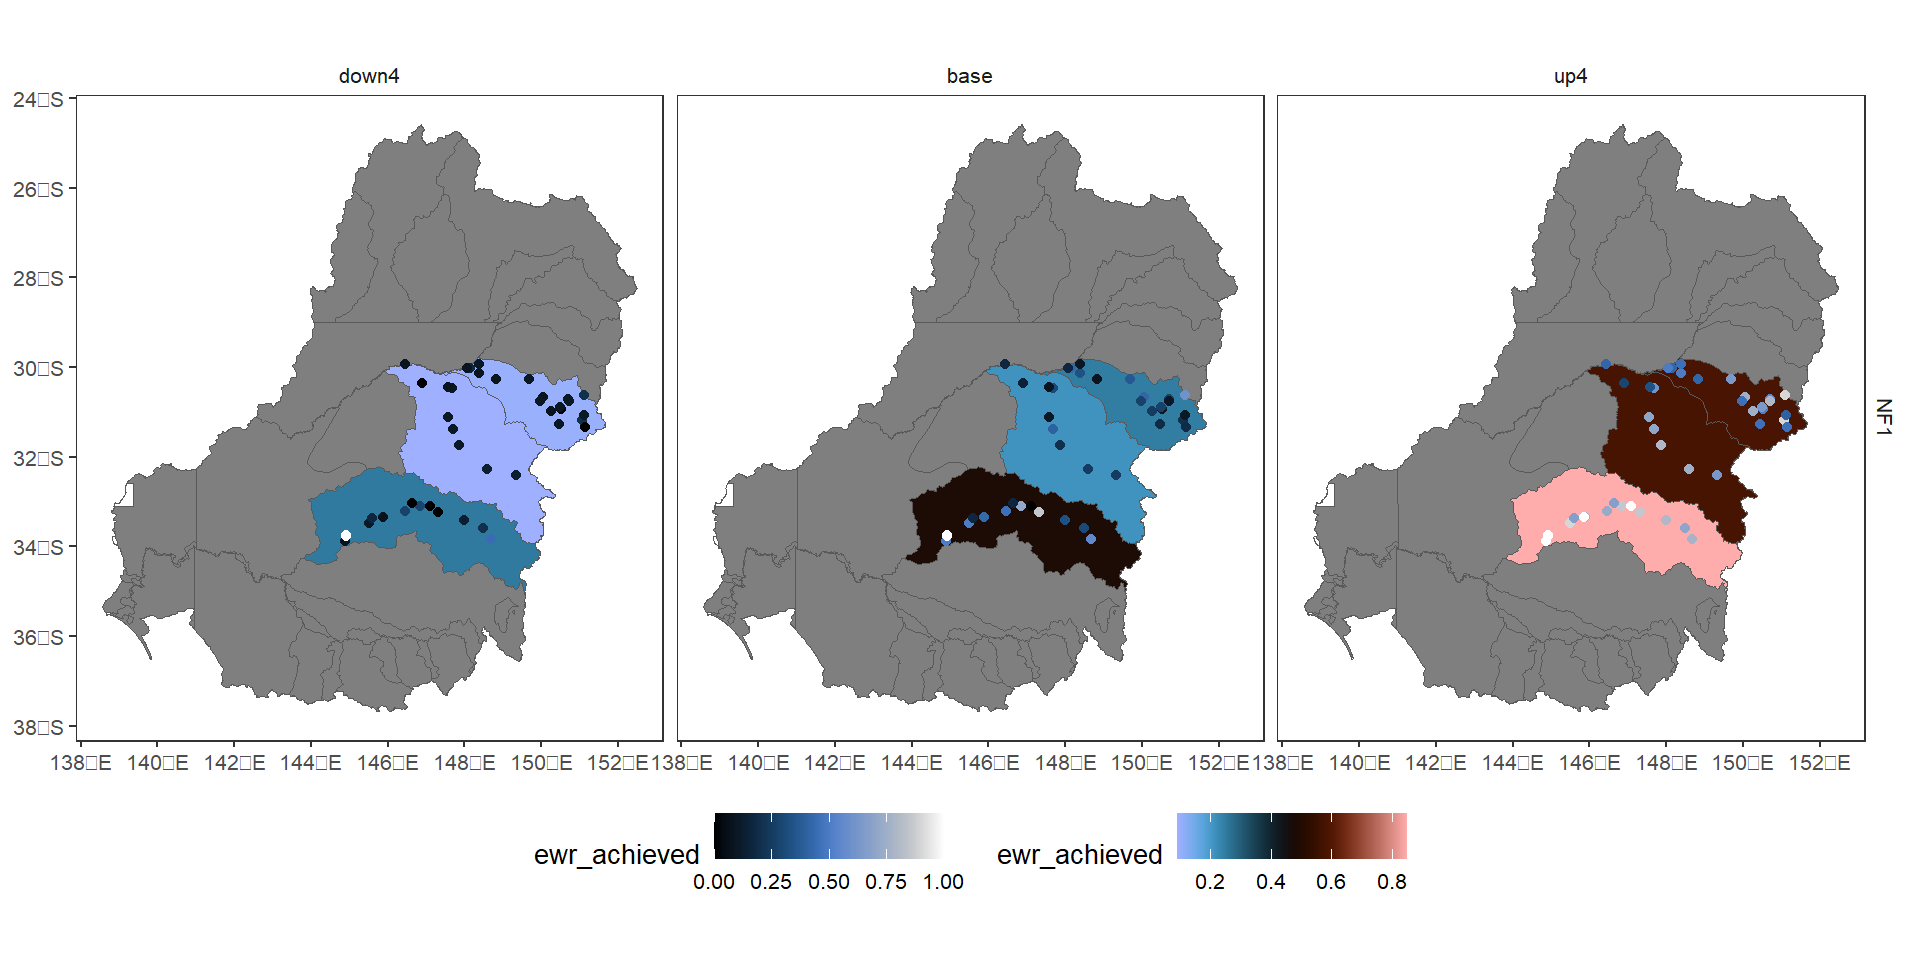 down4 base up4
24□S
26□S
28□S
30□S
32□S
34□S
36□S
38□S
NF1
138□E 140□E 142□E 144□E 146□E 148□E 150□E 152□E 138□E 140□E 142□E 144□E 146□E 148□E 150□E 152□E 138□E 140□E 142□E 144□E 146□E 148□E 150□E 152□E
ewr_achieved ewr_achieved
0.00 0.25 0.50 0.75 1.00 0.2 0.4 0.6 0.8